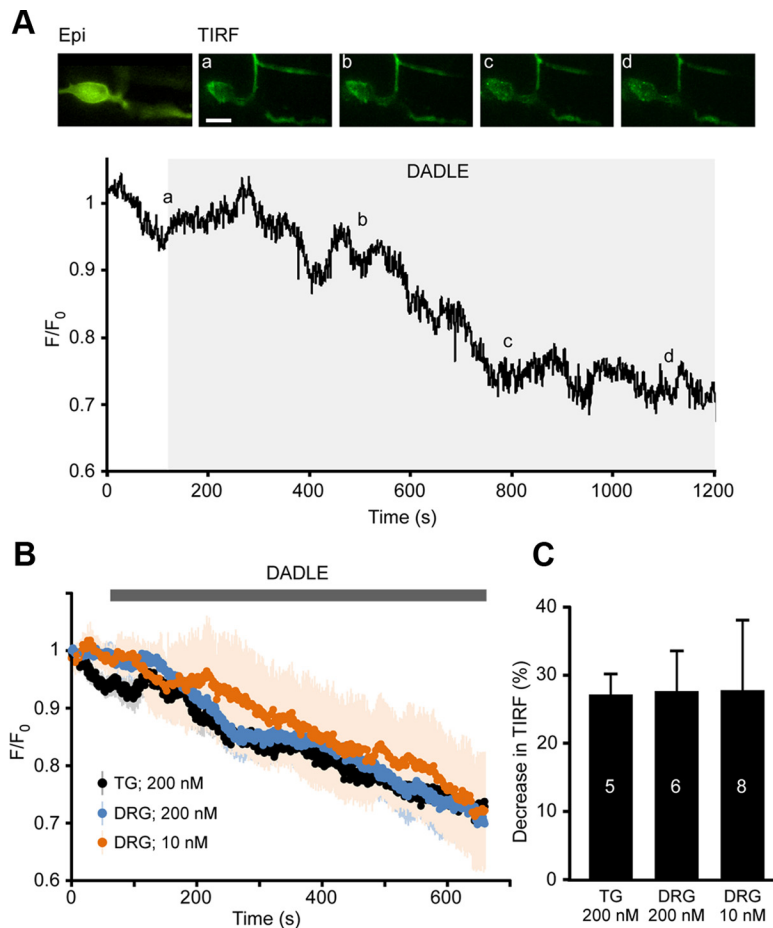 A
Epi
TIRF
a
b
c
d
DADLE
a
b
c
d
1
0.9
0.8
0.7
0.6
F/F0
0
200
400
600
800
1000
1200
Time (s)
B
DADLE
1
0.9
0.8
0.7
0.6
F/F0
TG; 200 nM
DRG; 200 nM
DRG; 10 nM
0
200
400
600
Time (s)
C
40
30
20
10
0
Decrease in TIRF (%)
5
6
8
TG
200 nM
DRG
200 nM
DRG
10 nM